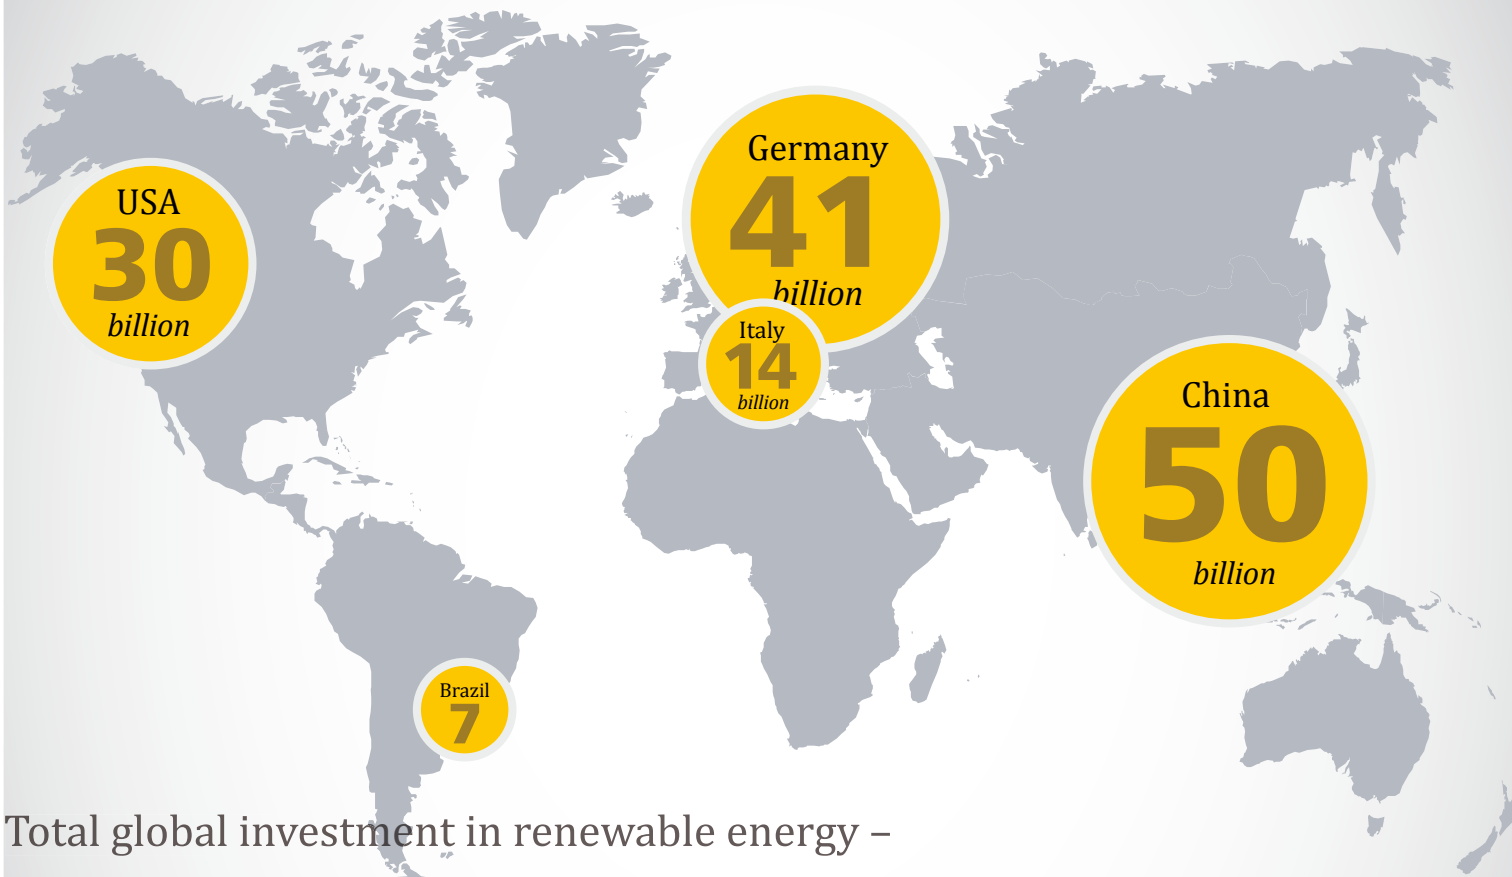 Germany
41
billion
USA
30
billion
Italy
14
billion
China
50
billion
Brazil
7
Total global investment in renewable energy –